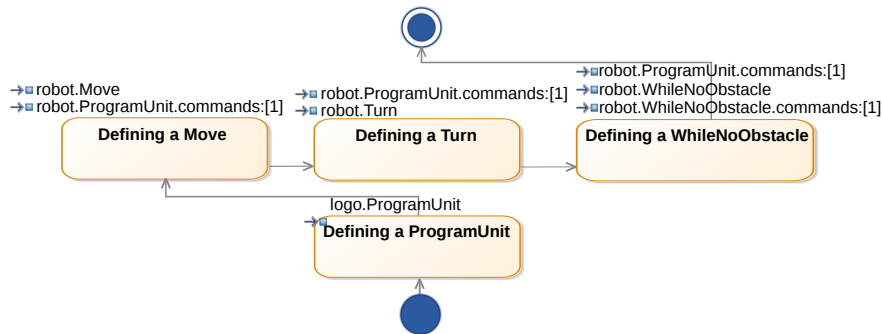 robot.Move
robot.ProgramUnit.commands:[1]
Defining a Move
robot.ProgramUnit.commands:[1]
robot.Turn
Defining a Turn
robot.ProgramUnit.commands:[1]
robot.WhileNoObstacle
robot.WhileNoObstacle.commands:[1]
Defining a WhileNoObstacle
logo.ProgramUnit
Defining a ProgramUnit